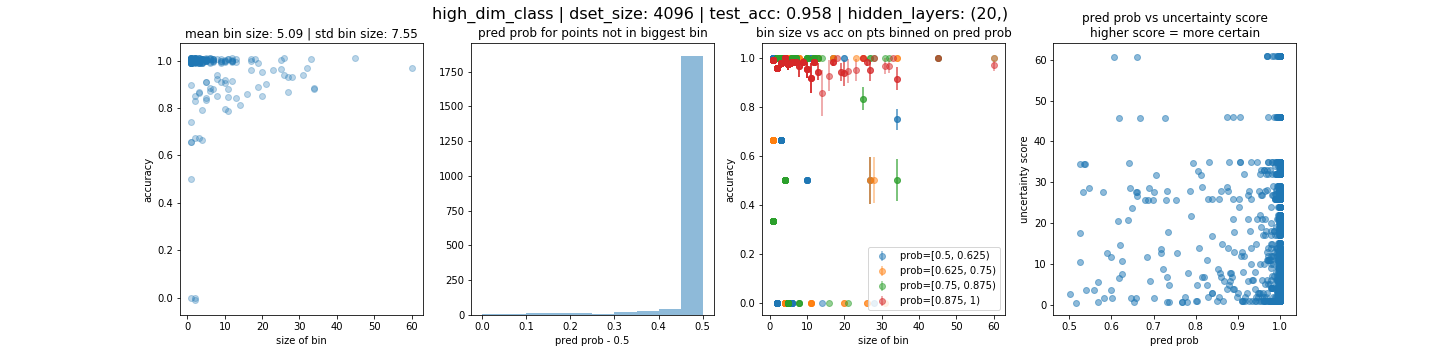 high_dim_class | dset_size: 4096 | test_acc: 0.958 | hidden_layers: (20,)
mean bin size: 5.09 | std bin size: 7.55
1.0
0.8
0.6
0.4
0.2
0.0
accuracy
0 10 20 30 40 50 60
size of bin
pred prob for points not in biggest bin
1750
1500
1250
1000
750
500
250
0
0.0 0.1 0.2 0.3 0.4 0.5
pred prob - 0.5
bin size vs acc on pts binned on pred prob
1.0
0.8
0.6
0.4
0.2
0.0
accuracy
prob=[0.5, 0.625)
prob=[0.625, 0.75)
prob=[0.75, 0.875)
prob=[0.875, 1)
0 10 20 30 40 50 60
size of bin
pred prob vs uncertainty score
higher score = more certain
60
50
40
30
20
10
0
uncertainty score
0.5 0.6 0.7 0.8 0.9 1.0
pred prob